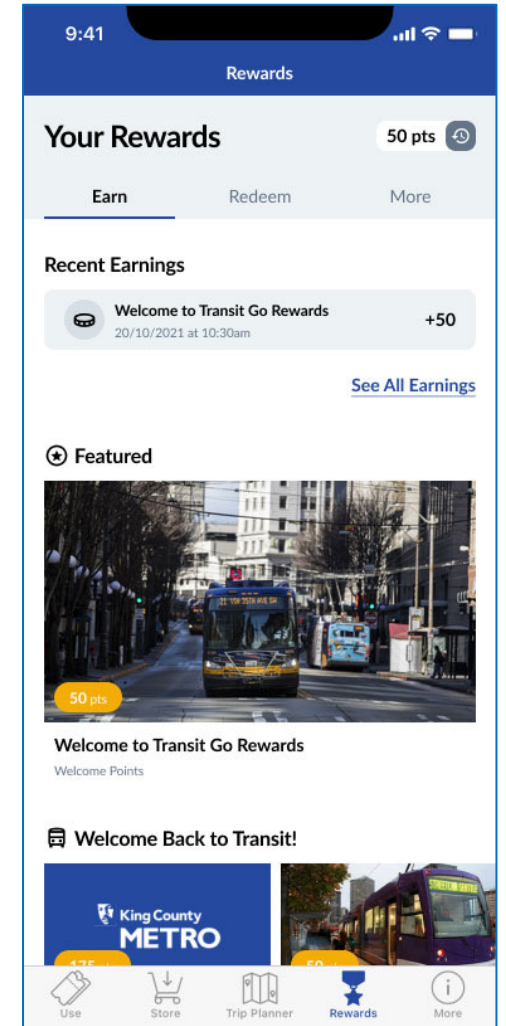 9:41
Rewards
Your Rewards
50 pts
Earn
Redeem
More
Recent Earnings
Welcome to Transit Go Rewards
20/10/2021 at 10:30am
+50
See All Earnings
Featured
50 pts
Welcome to Transit Go Rewards
Welcome Points
Welcome Back to Transit!
King County
METRO
Use
Store
Trip Planner
Rewards
More